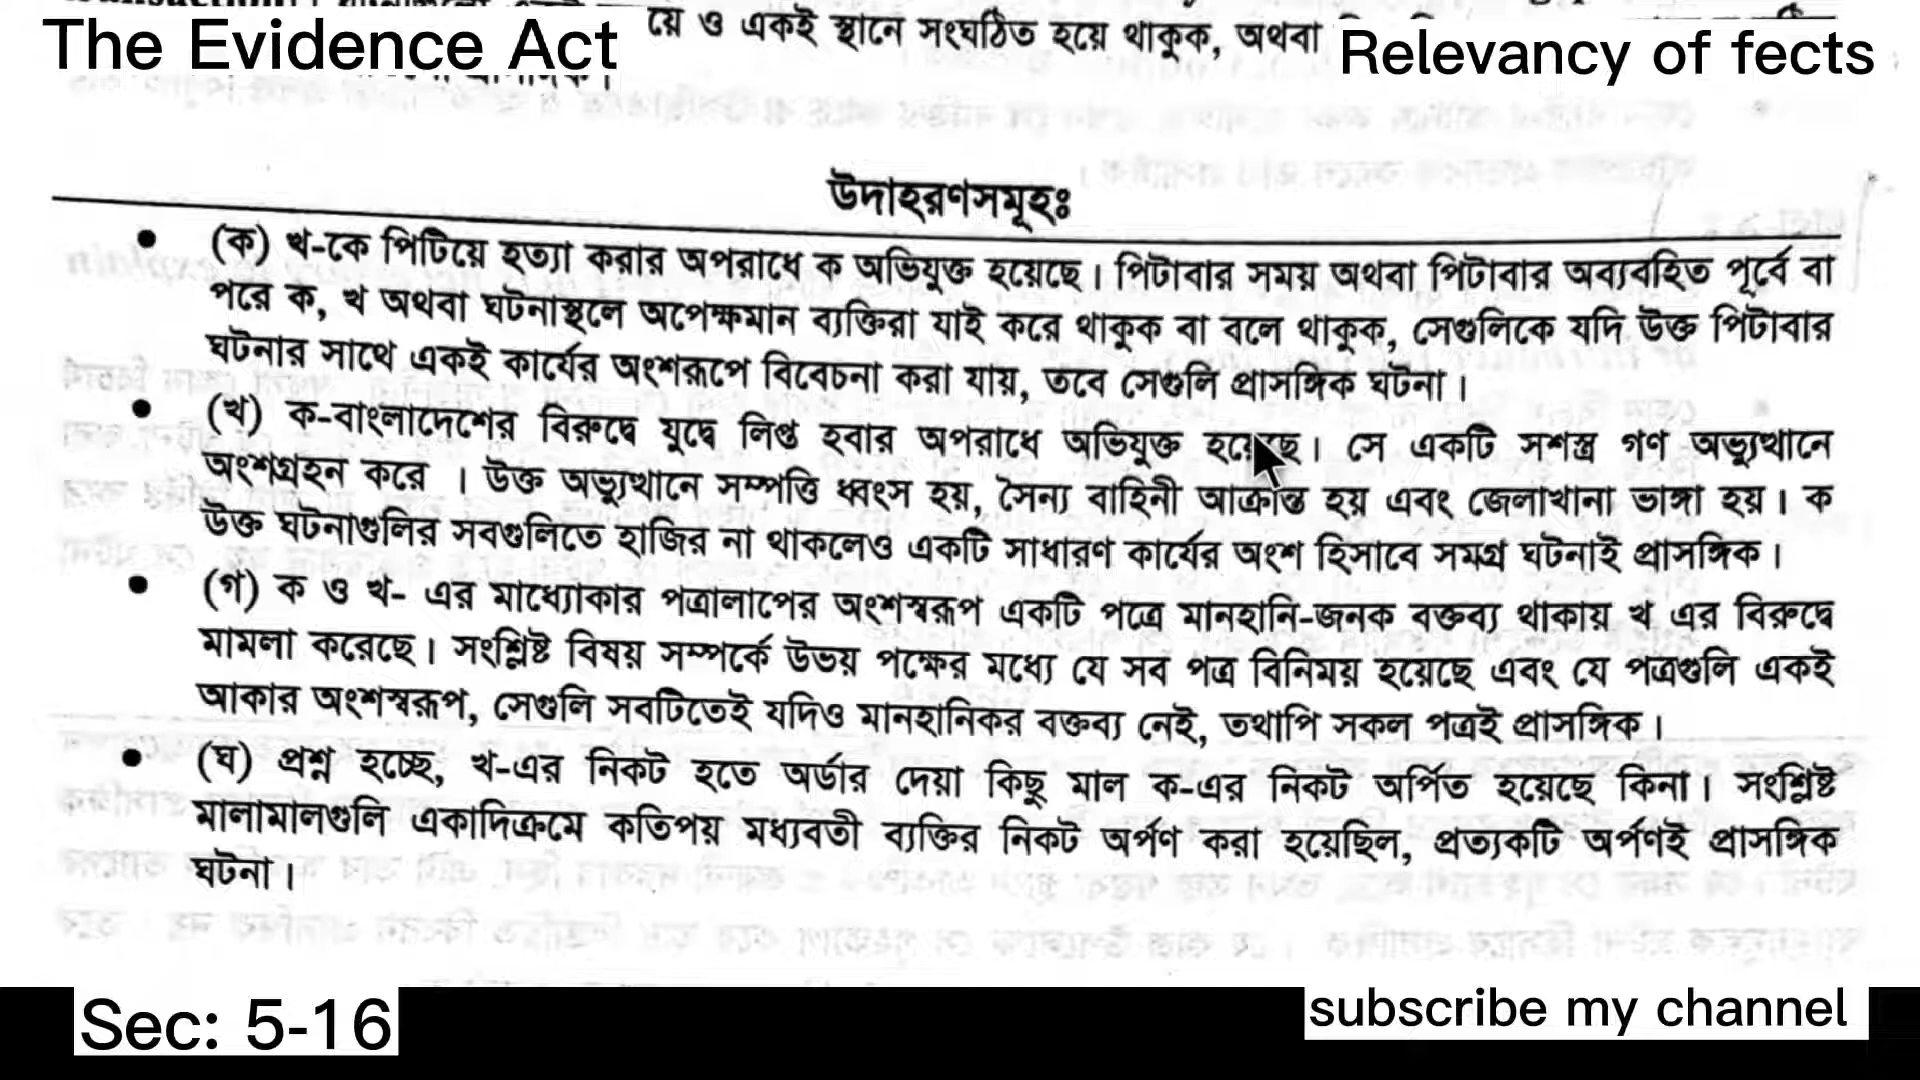 The Evidence Act
য়ে ও একই স্থানে সংঘঠিত হয়ে থাকুক, অথবা
Relevancy of fects
উদাহরণসমূহঃ
• (ক) খ-কে পিটিয়ে হত্যা করার অপরাধে ক অভিযুক্ত হয়েছে। পিটাবার সময় অথবা পিটাবার অব্যবহিত পূর্বে বা
পরে ক, খ অথবা ঘটনাস্থলে অপেক্ষমান ব্যক্তিরা যাই করে থাকুক বা বলে থাকুক, সেগুলিকে যদি উক্ত পিটাবার
ঘটনার সাথে একই কার্যের অংশরূপে বিবেচনা করা যায়, তবে সেগুলি প্রাসঙ্গিক ঘটনা।
• (খ) ক-বাংলাদেশের বিরুদ্বে যুদ্বে লিপ্ত হবার অপরাধে অভিযুক্ত হয়েছে। সে একটি সশস্ত্র গণ অভ্যুত্থানে
অংশগ্রহন করে । উক্ত অভ্যুত্থানে সম্পত্তি ধ্বংস হয়, সৈন্য বাহিনী আক্রান্ত হয় এবং জেলাখানা ভাঙ্গা হয়। ক
উক্ত ঘটনাগুলির সবগুলিতে হাজির না থাকলেও একটি সাধারণ কার্যের অংশ হিসাবে সমগ্র ঘটনাই প্রাসঙ্গিক।
• (গ) ক ও খ- এর মাধ্যোকার পত্রালাপের অংশস্বরূপ একটি পত্রে মানহানি-জনক বক্তব্য থাকায় খ এর বিরুদ্বে
মামলা করেছে। সংশ্লিষ্ট বিষয় সম্পর্কে উভয় পক্ষের মধ্যে যে সব পত্র বিনিময় হয়েছে এবং যে পত্রগুলি একই
আকার অংশস্বরূপ, সেগুলি সবটিতেই যদিও মানহানিকর বক্তব্য নেই, তথাপি সকল পত্রই প্রাসঙ্গিক।
• (ঘ) প্রশ্ন হচ্ছে, খ-এর নিকট হতে অর্ডার দেয়া কিছু মাল ক-এর নিকট অর্পিত হয়েছে কিনা। সংশ্লিষ্ট
মালামালগুলি একাদিক্রমে কতিপয় মধ্যবতী ব্যক্তির নিকট অর্পণ করা হয়েছিল, প্রত্যকটি অর্পণই প্রাসঙ্গিক
ঘটনা।
Sec: 5-16
subscribe my channel